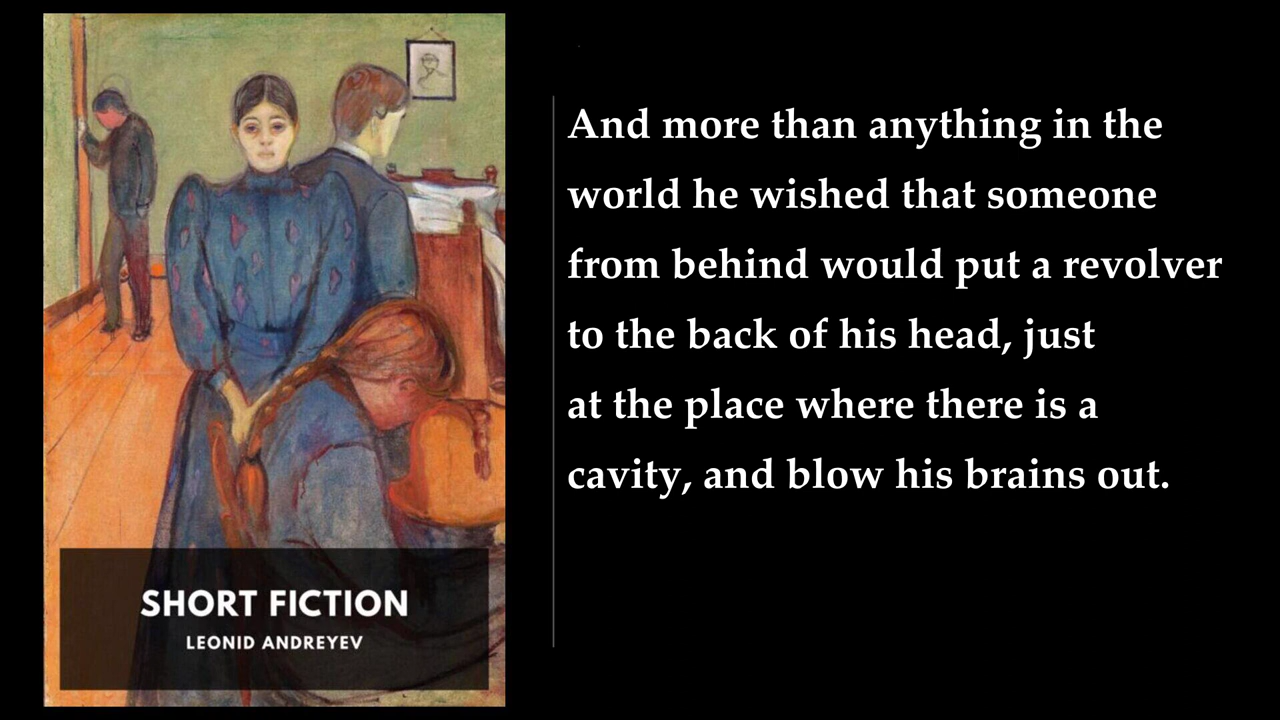 SHORT FICTION
LEONID ANDREYEV
And more than anything in the
world he wished that someone
from behind would put a revolver
to the back of his head, just
at the place where there is a
cavity, and blow his brains out.